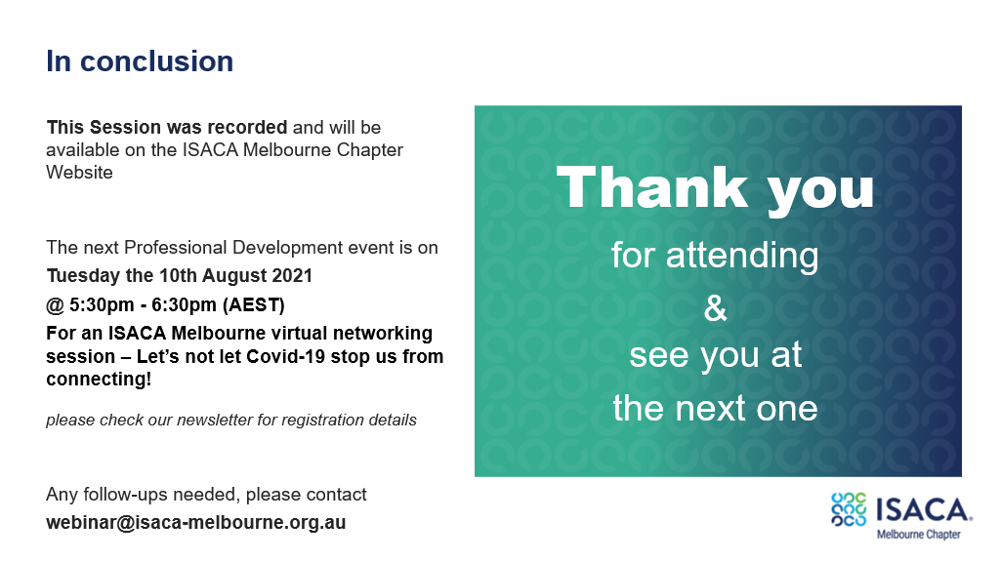 In conclusion
This Session was recorded and will be
available on the ISACA Melbourne Chapter
Website
The next Professional Development event is on
Tuesday the 10th August 2021
@ 5:30pm - 6:30pm (AEST)
For an ISACA Melbourne virtual networking
session – Let’s not let Covid-19 stop us from
connecting!
please check our newsletter for registration details
Any follow-ups needed, please contact
webinar@isaca-melbourne.org.au
Thank you
for attending
&
see you at
the next one
ISACA®
Melbourne Chapter